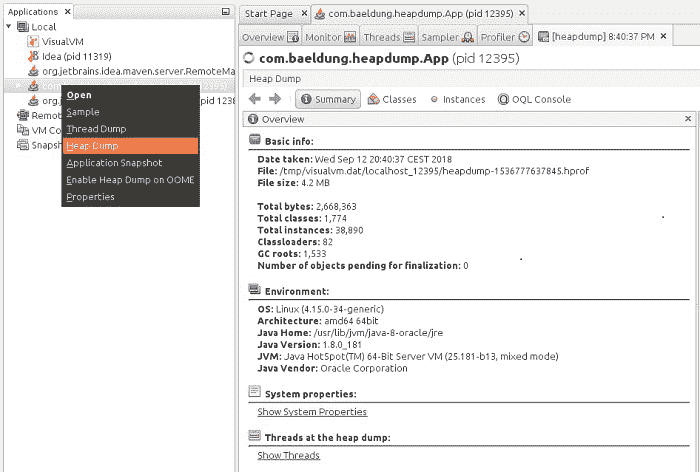 Applications
Local
VisualVM
Idea (pid 11319)
org.jetbrains.idea.maven.server.RemoteMa
org.
pid 1238
Remot
VM Co
Snapsh
Open
Sample
Thread Dump
Heap Dump
Application Snapshot
Enable Heap Dump on OOME
Properties
Start Page
com.baeldung.heapdump.App (pid 12395)
Overview
Monitor
Threads
Sampler
Profiler
[heapdump] 8:40:37 PM
com.baeldung.heapdump.App (pid 12395)
Heap Dump
Summary
Classes
Instances
OQL Console
Overview
Basic info:
Date taken: Wed Sep 12 20:40:37 CEST 2018
File: /tmp/visualvm.dat/localhost_12395/heapdump-1536777637845.hprof
File size: 4.2 MB
Total bytes: 2,668,363
Total classes: 1,774
Total instances: 38,890
Classloaders: 82
GC roots: 1,533
Number of objects pending for finalization: 0
Environment:
OS: Linux (4.15.0-34-generic)
Architecture: amd64 64bit
Java Home: /usr/lib/jvm/java-8-oracle/jre
Java Version: 1.8.0_181
JVM: Java HotSpot(TM) 64-Bit Server VM (25.181-b13, mixed mode)
Java Vendor: Oracle Corporation
System properties:
Show System Properties
Threads at the heap dump:
Show Threads